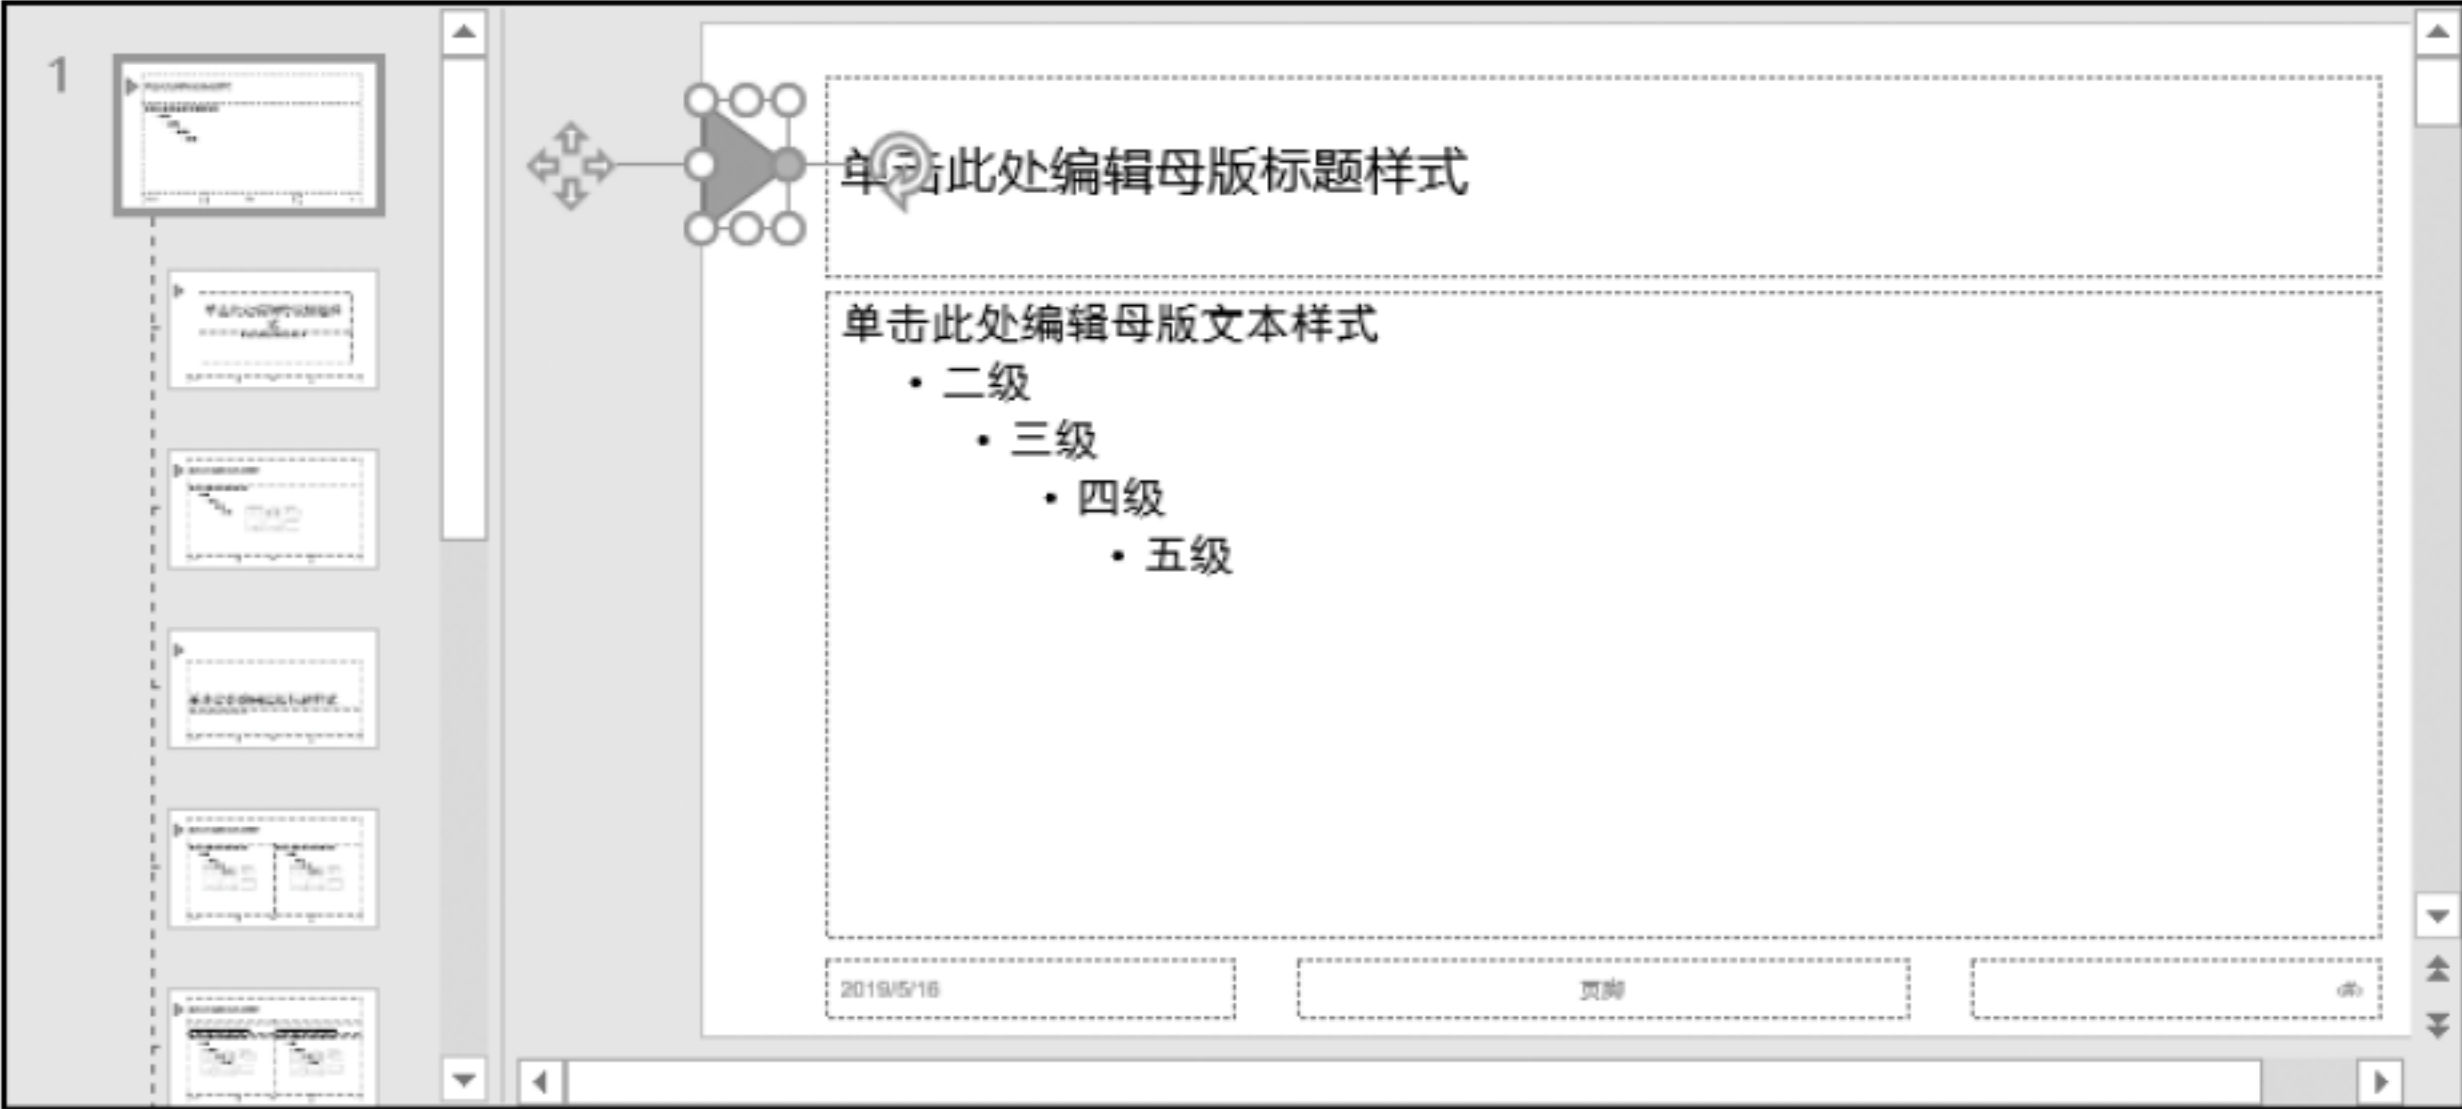 1
单击此处编辑母版标题样式
单击此处编辑母版文本样式
• 二级
• 三级
• 四级
• 五级
2019/5/16
页脚
‹#›